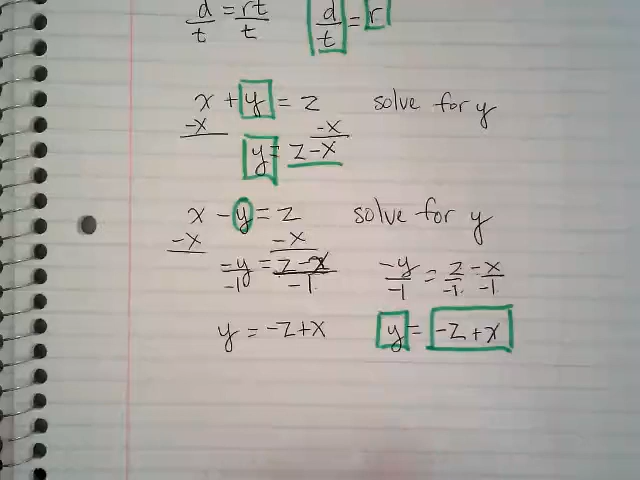 d/t = rt/t    d/t = r
x + y = z    solve for y
-x    -x
y = z - x
x - y = z    solve for y
-x    -x
-y/-1 = z - x/-1    -y/-1 = z/-1 - x/-1
y = -z + x    y = -z + x